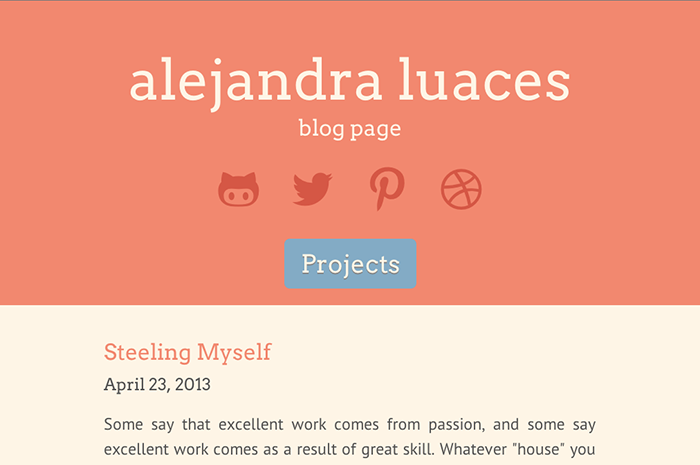 alejandra luaces
blog page
Projects
Steeling Myself
April 23, 2013
Some say that excellent work comes from passion, and some say
excellent work comes as a result of great skill. Whatever "house" you